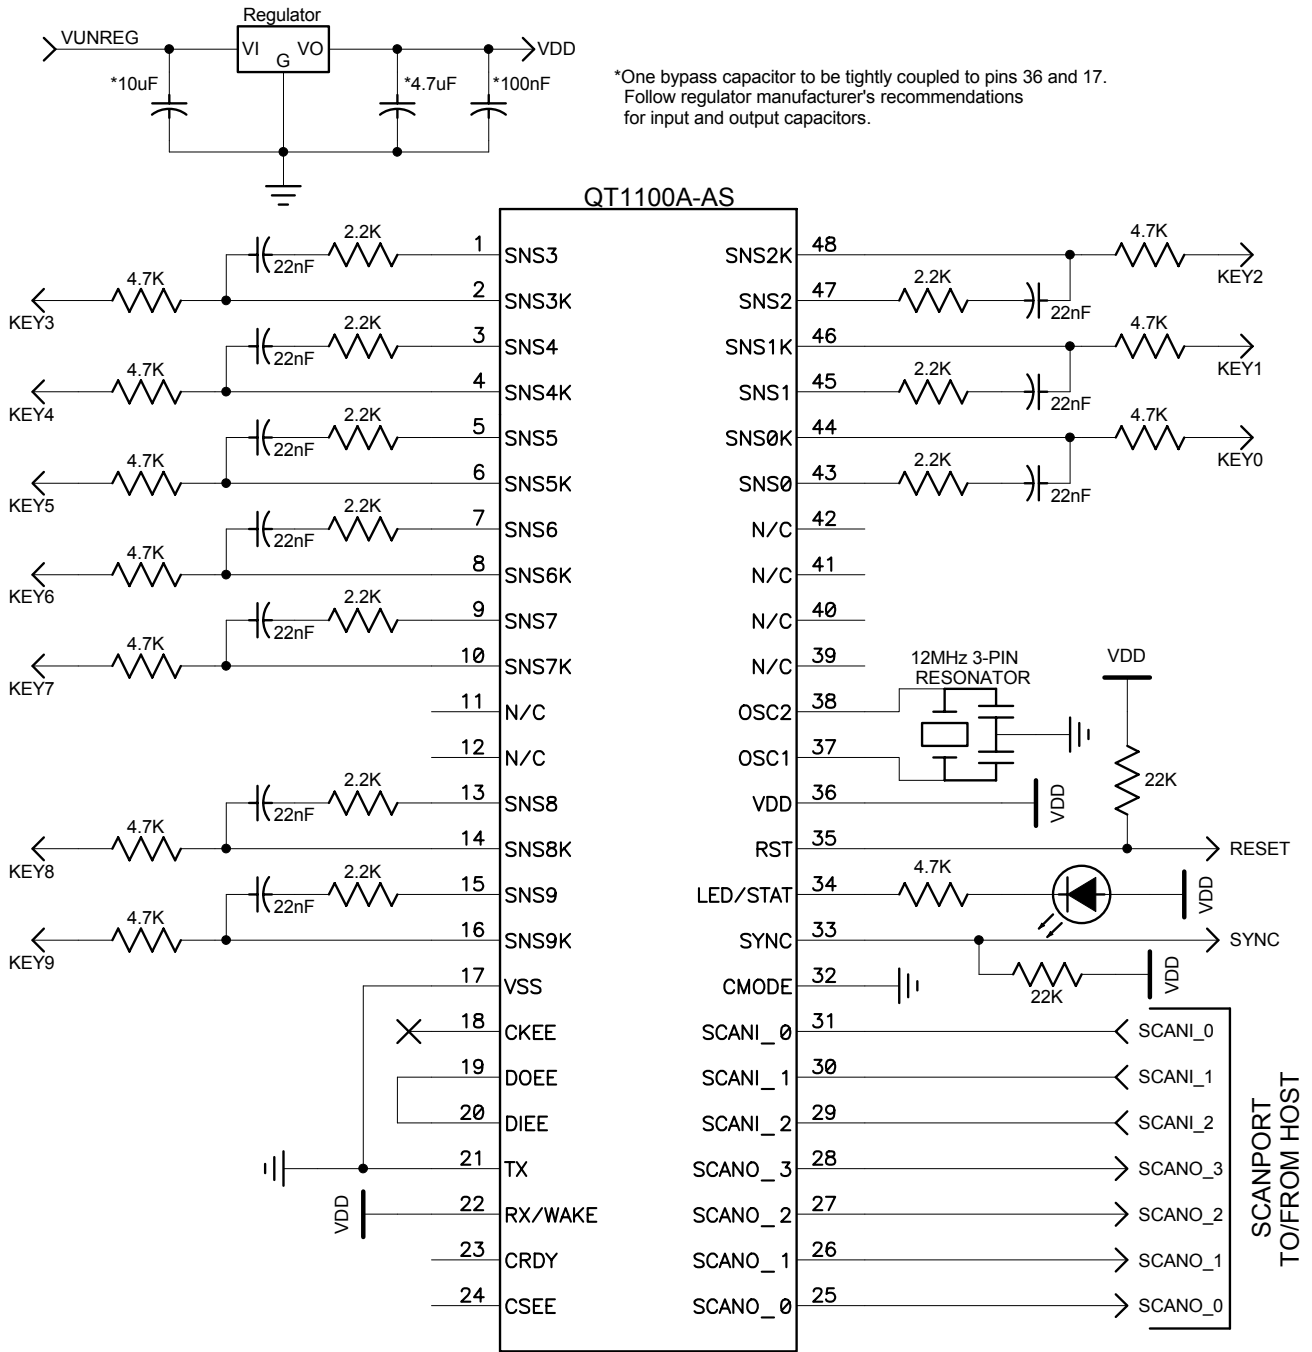 Regulator
VUNREG
VI
VO
G
VDD
*10uF
*4.7uF
*100nF
*One bypass capacitor to be tightly coupled to pins 36 and 17.
Follow regulator manufacturer's recommendations
for input and output capacitors.
QT1100A-AS
2.2K
22nF
1
SNS3
4.7K
KEY3
2
SNS3K
2.2K
22nF
3
SNS4
4.7K
KEY4
4
SNS4K
2.2K
22nF
5
SNS5
4.7K
KEY5
6
SNS5K
2.2K
22nF
7
SNS6
4.7K
KEY6
8
SNS6K
2.2K
22nF
9
SNS7
4.7K
KEY7
10
SNS7K
11
N/C
12
N/C
2.2K
22nF
13
SNS8
4.7K
KEY8
14
SNS8K
2.2K
22nF
15
SNS9
4.7K
KEY9
16
SNS9K
17
VSS
18
CKEE
19
DOEE
20
DIEE
21
TX
VDD
22
RX/WAKE
23
CRDY
24
CSEE
SNS2K
48
4.7K
KEY2
SNS2
47
2.2K
22nF
SNS1K
46
4.7K
KEY1
SNS1
45
2.2K
22nF
SNS0K
44
4.7K
KEY0
SNS0
43
2.2K
22nF
N/C
42
N/C
41
N/C
40
N/C
39
12MHz 3-PIN
RESONATOR
VDD
OSC2
38
OSC1
37
22K
VDD
36
VDD
RST
35
RESET
LED/STAT
34
4.7K
VDD
SYNC
33
SYNC
22K
VDD
CMODE
32
SCANI_0
31
SCANI_0
SCANI_1
30
SCANI_1
SCANI_2
29
SCANI_2
SCANO_3
28
SCANO_3
SCANO_2
27
SCANO_2
SCANO_1
26
SCANO_1
SCANO_0
25
SCANO_0
SCANPORT
TO/FROM HOST